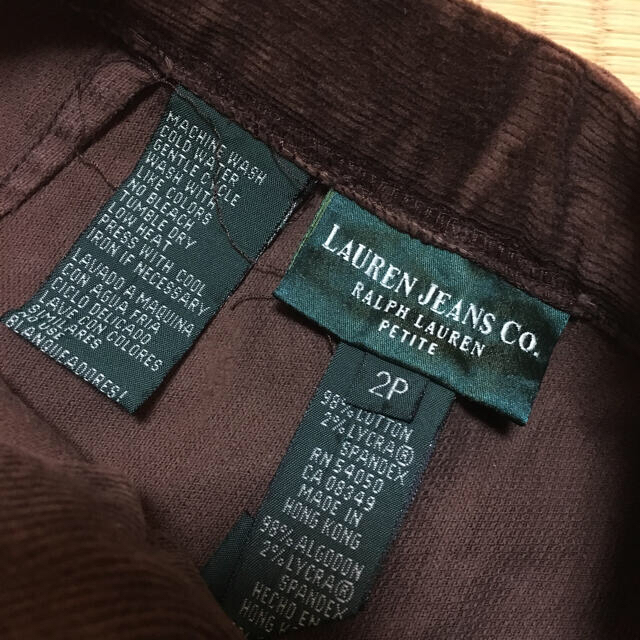 MACHINE WASH
COLD WATER
GENTLE CYCLE
WASH WITH
LIKE COLORS
NO BLEACH
TUMBLE DRY
LOW HEAT
PRESS WITH COOL
IRON IF NECESSARY
LAVADO A MAQUINA
CON AGUA FRIA
CICLO DELICADO.
LAVE CON COLORES
SIMILARES
BLANQUEADORES!
LAUREN JEANS CO.
RALPH LAUREN
PETITE
2P
98% COTTON
2% LYCRA®
SPANDEX
RN 54050
CA 08349
MADE IN
HONG KONG
98% ALGODON
2% LYCRA®
SPANDEX
HECHO EN
HONG